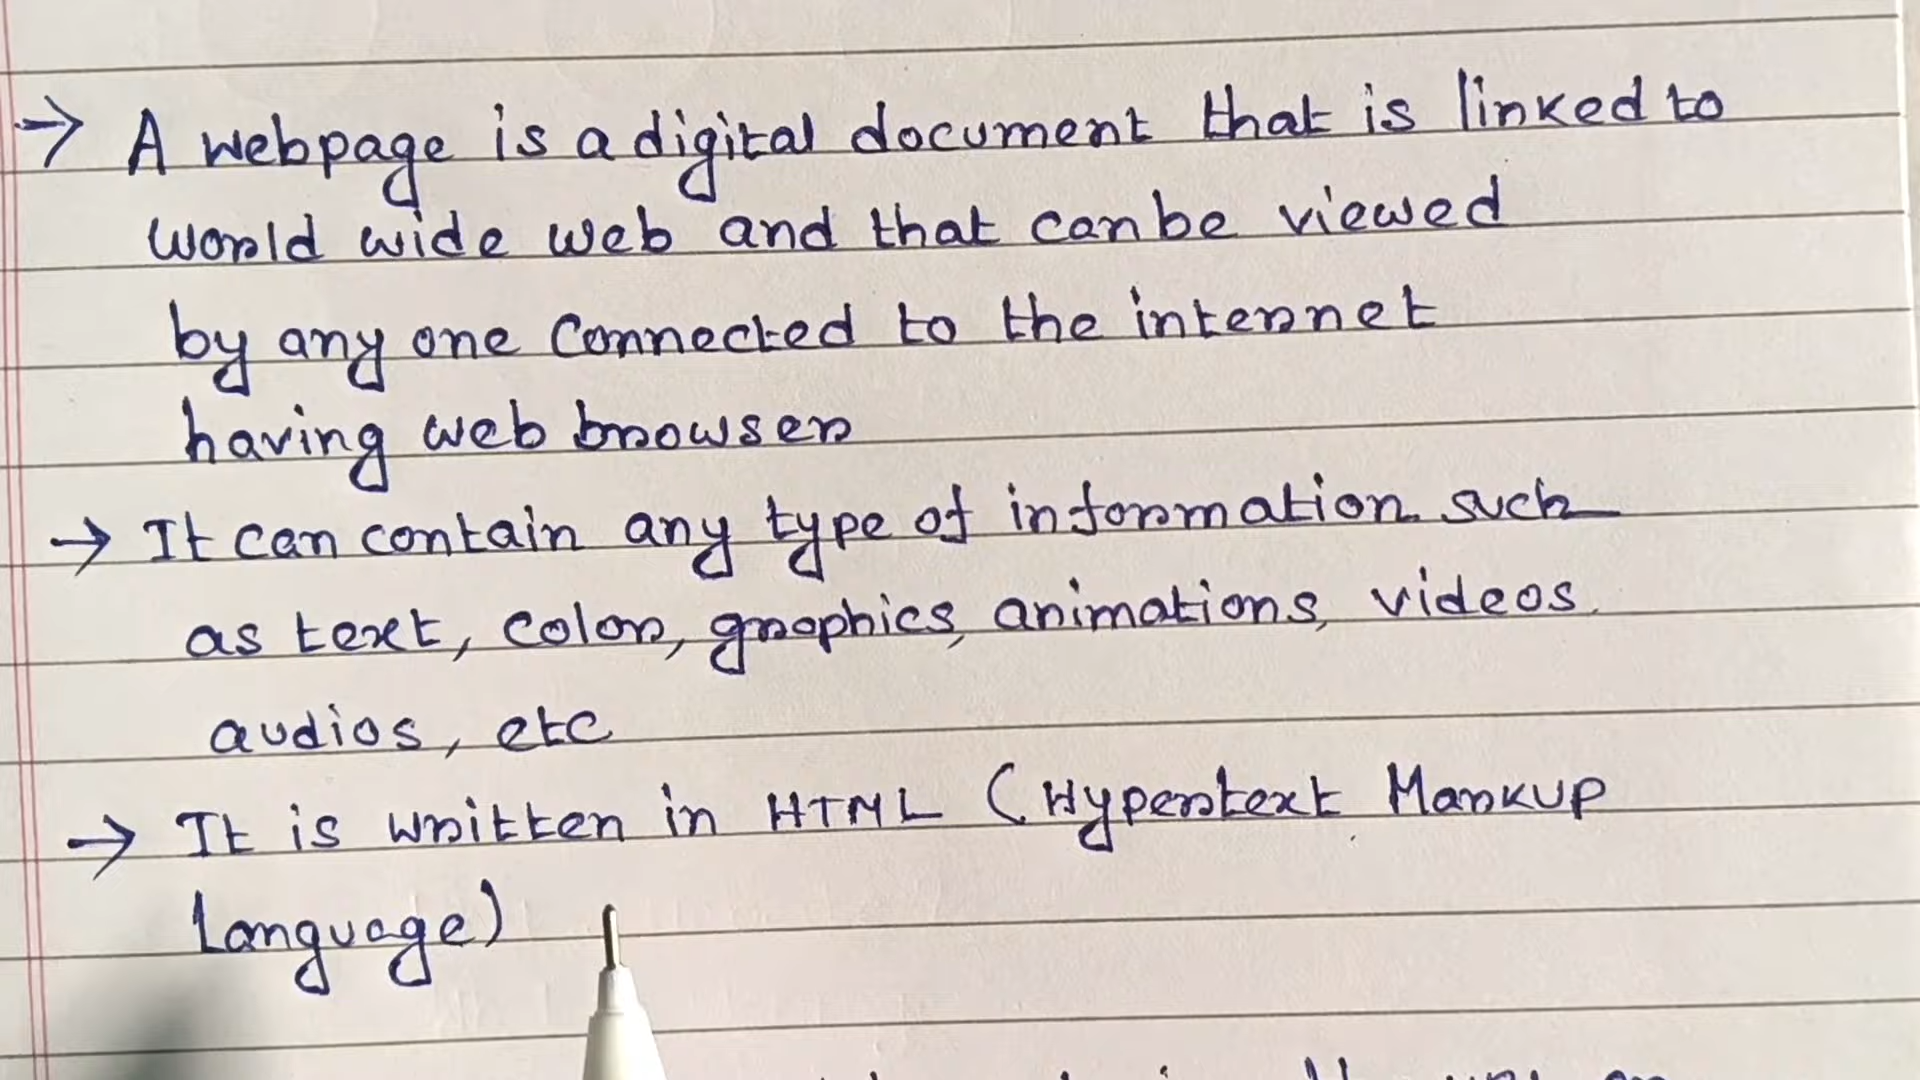 → A webpage is a digital document that is linked to
world wide web and that can be viewed
by any one connected to the internet
having web browser
→ It can contain any type of information such
as text, color, graphics, animations, videos
audios, etc
→ It is written in HTML (Hypertext Markup
Language)